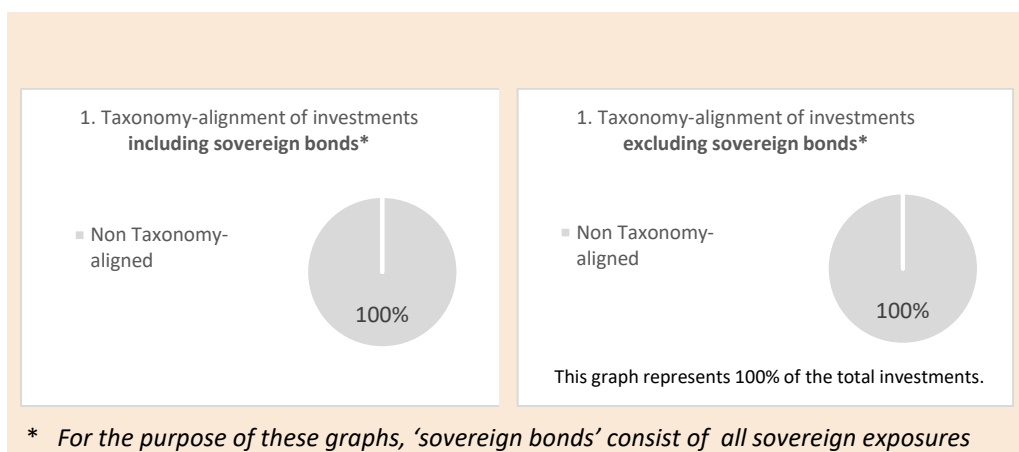 1. Taxonomy-alignment of investments
including sovereign bonds*
Non Taxonomy-
aligned
100%
1. Taxonomy-alignment of investments
excluding sovereign bonds*
Non Taxonomy-
aligned
100%
This graph represents 100% of the total investments.
* For the purpose of these graphs, ‘sovereign bonds’ consist of all sovereign exposures